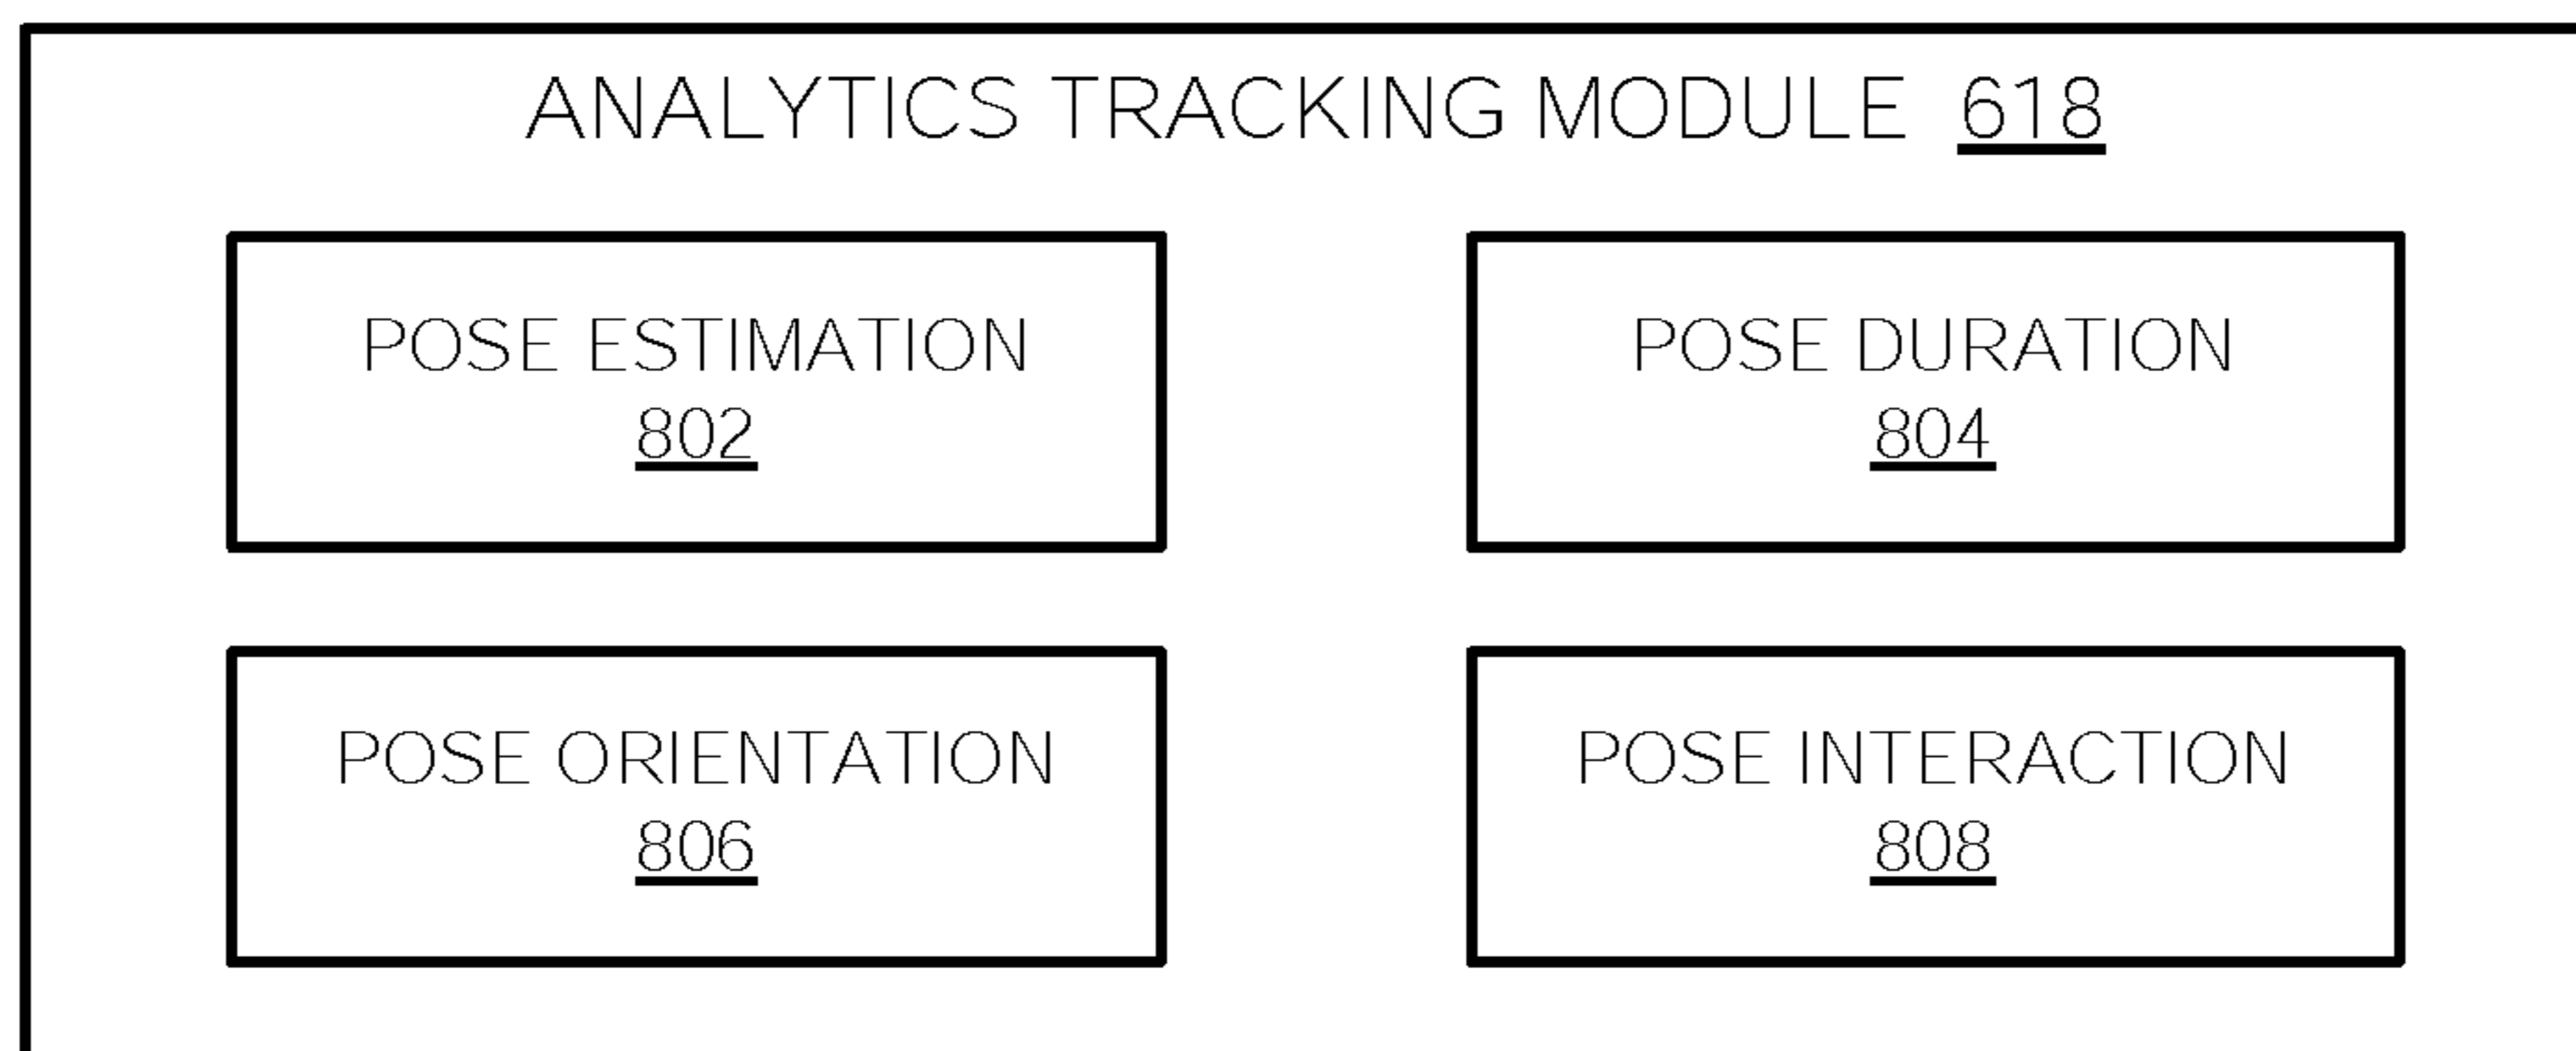 ANALYTICS TRACKING MODULE 618
POSE ESTIMATION
802
POSE DURATION
804
POSE ORIENTATION
806
POSE INTERACTION
808